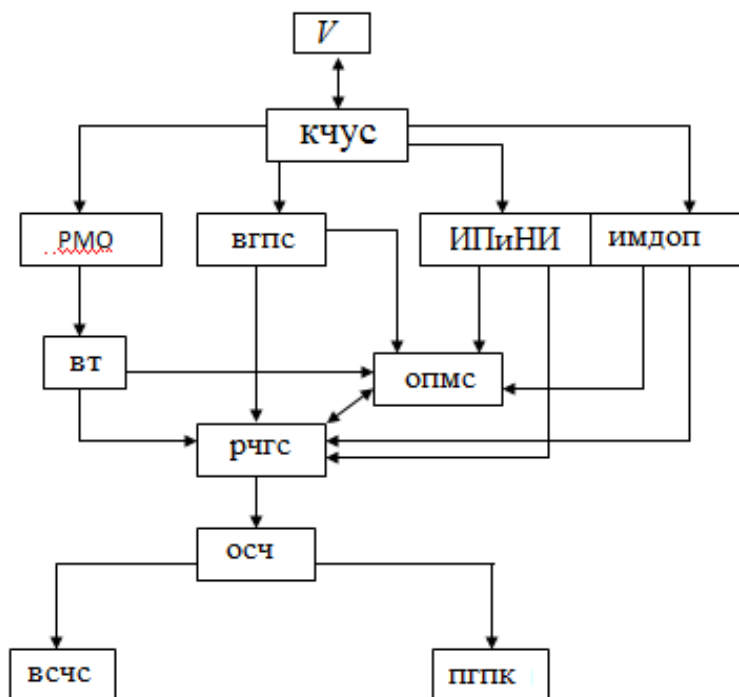 V
кчус
РМО
вгпс
ИПиНИ
имдоп
вт
опмс
рчгс
осч
всчс
пгпк